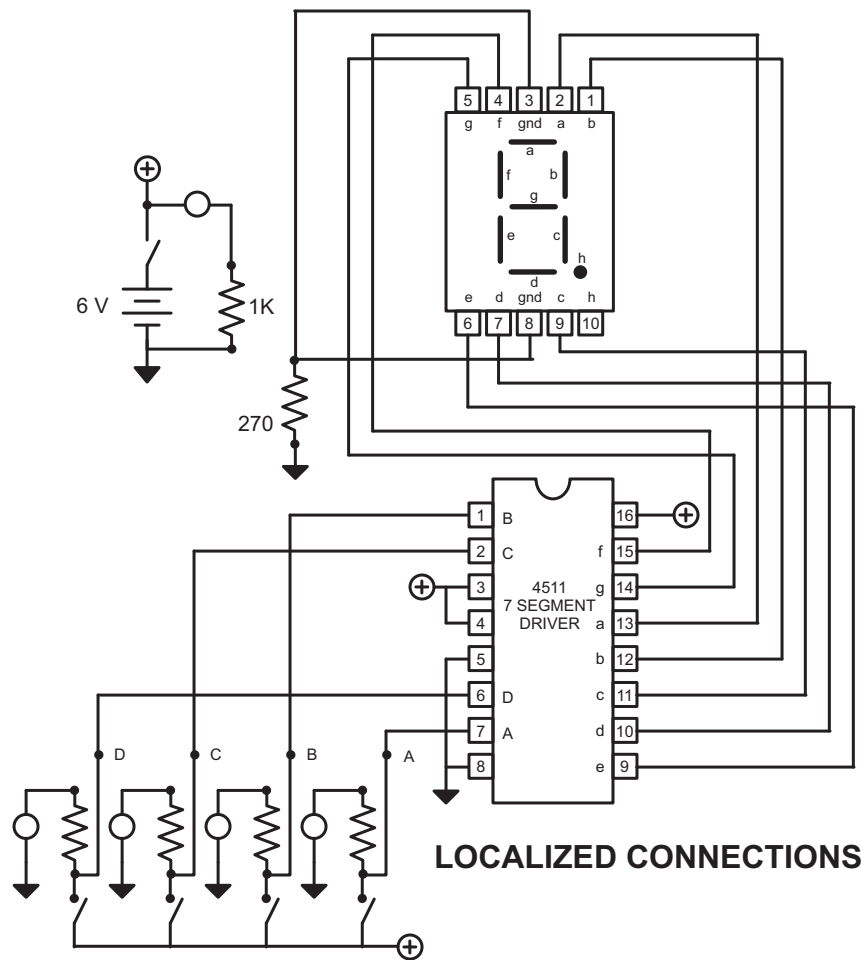 5 4 3 2 1
g f gnd a b
a
f b
g
e c
h
d
e d gnd c h
6 7 8 9 10
6 V
1K
270
1 B
2 C
3
4
5
6 D
7 A
8
4511
7 SEGMENT
DRIVER
16
f 15
g 14
a 13
b 12
c 11
d 10
e 9
D C B A
LOCALIZED CONNECTIONS